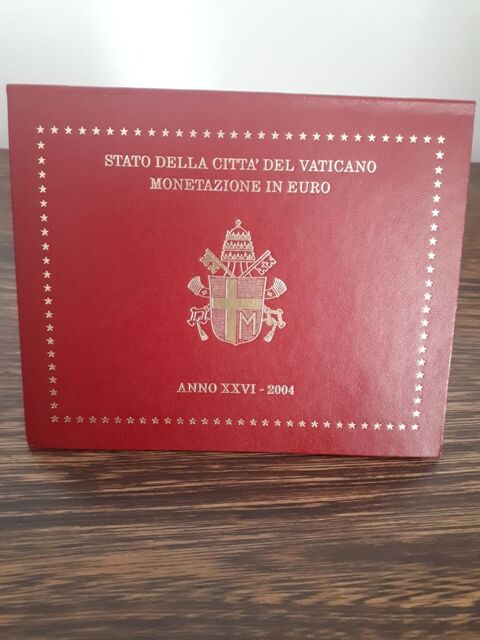 STATO DELLA CITTA' DEL VATICANO
MONETAZIONE IN EURO
M
ANNO XXVI - 2004